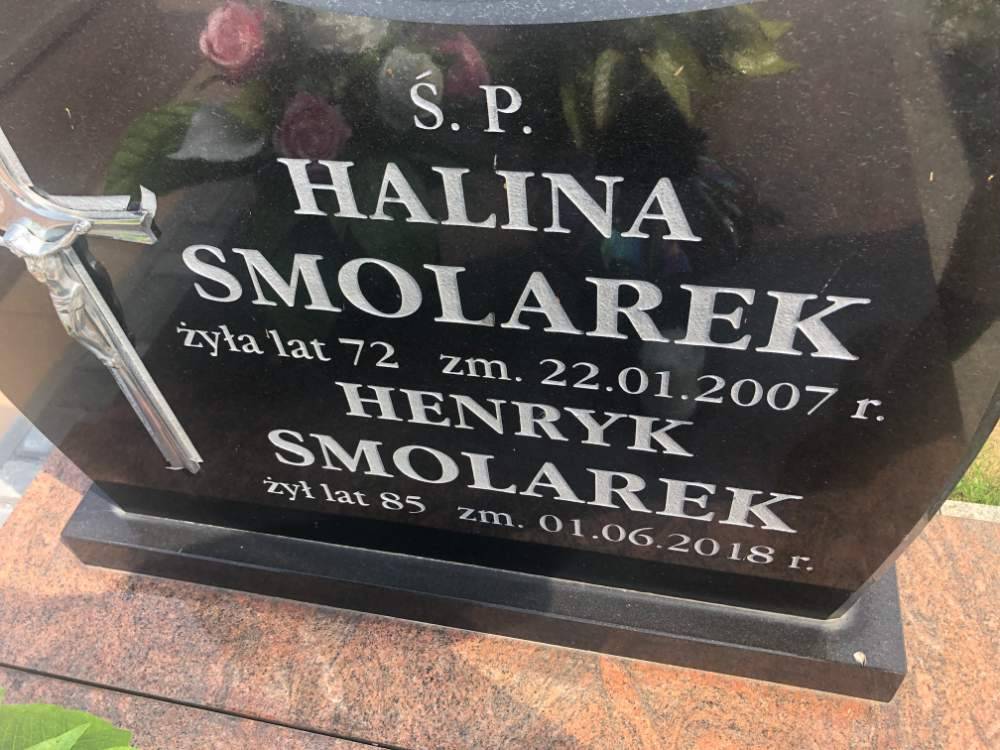 Ś. P.
HALINA
SMOLAREK
żyła lat 72 zm. 22.01.2007 r.
HENRYK
SMOLAREK
żył lat 85 zm. 01.06.2018 r.